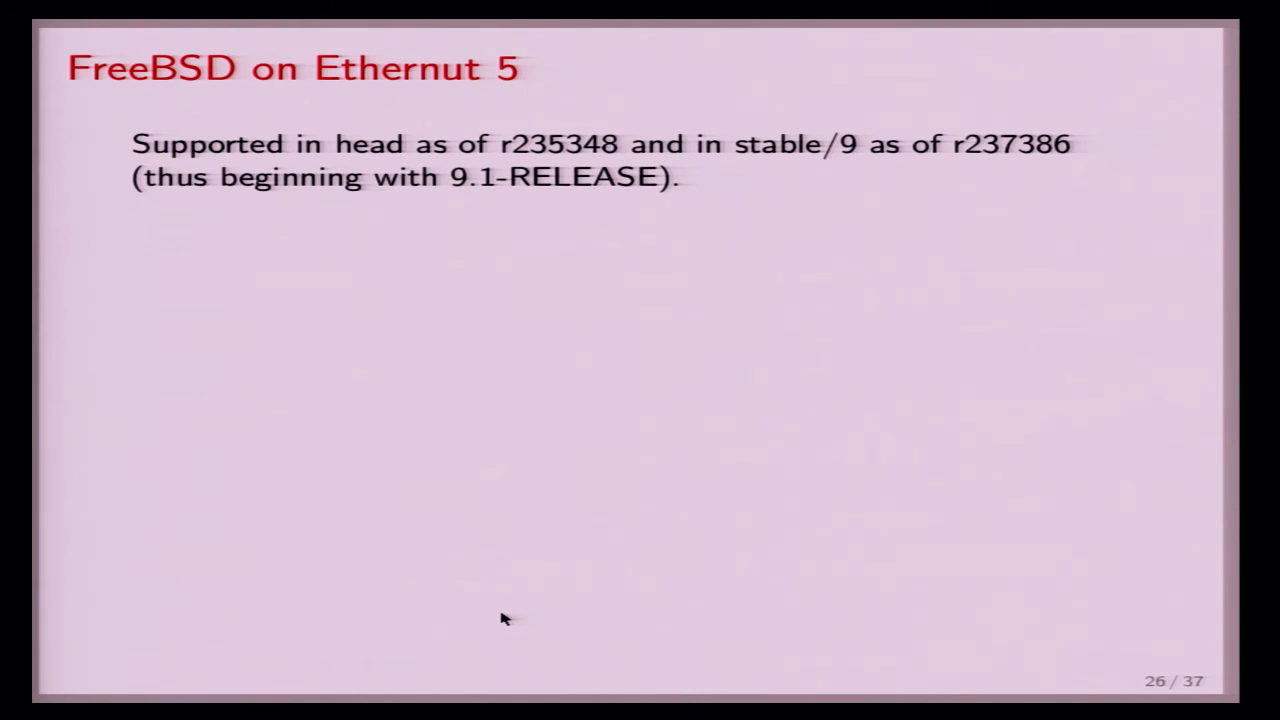 FreeBSD on Ethernut 5
Supported in head as of r235348 and in stable/9 as of r237386
(thus beginning with 9.1-RELEASE).
26 / 37